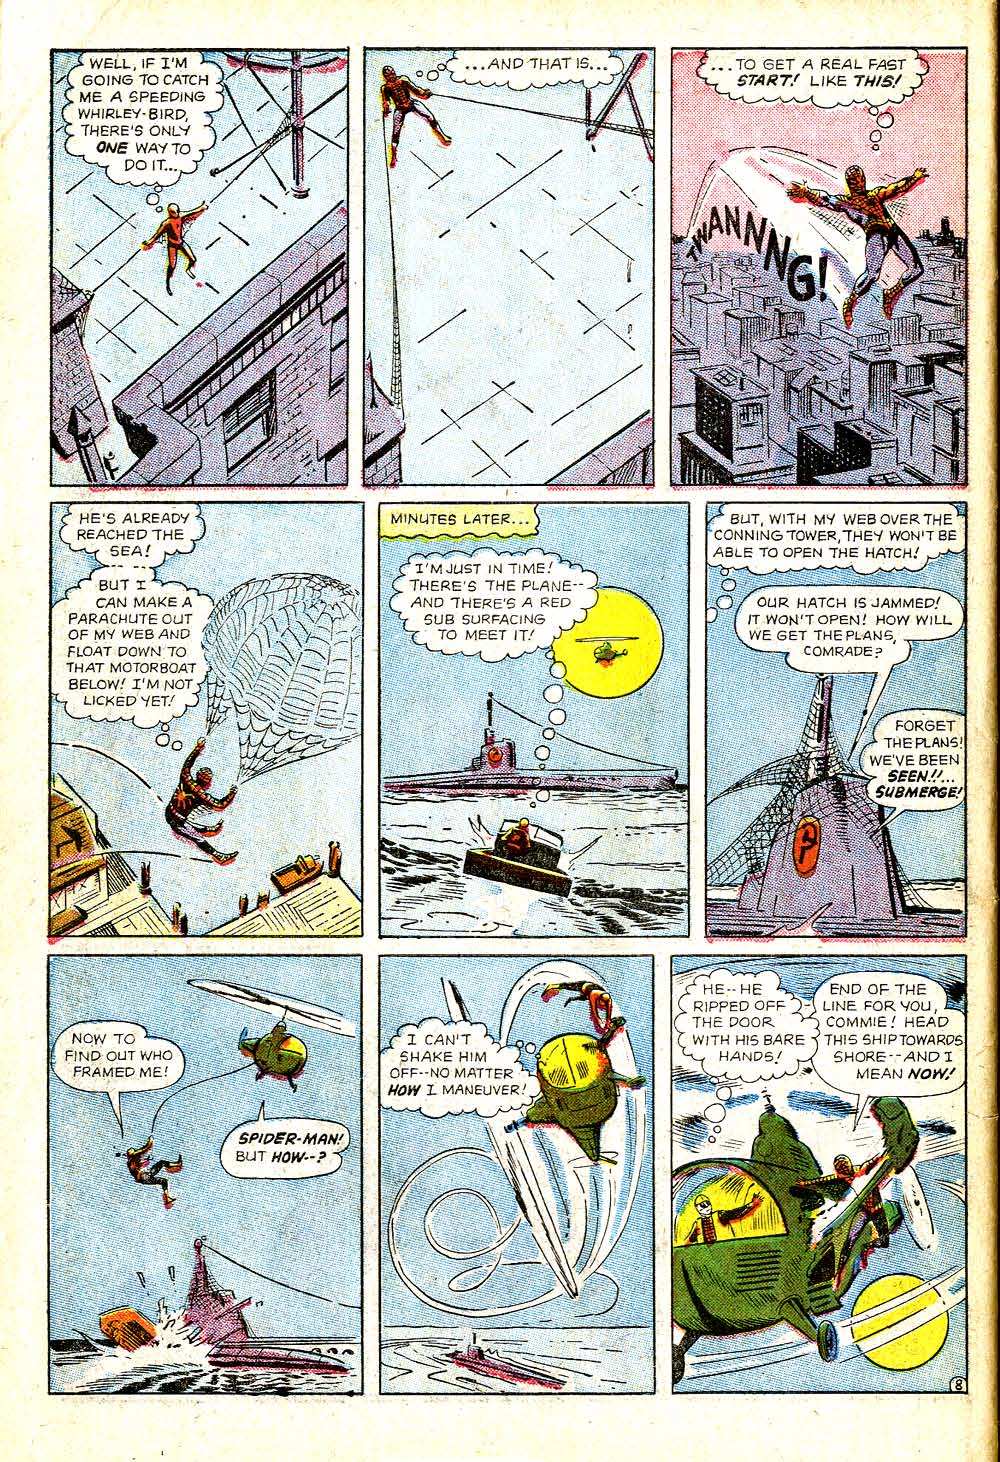 WELL, IF I'M
GOING TO CATCH
ME A SPEEDING
WHIRLEY-BIRD,
THERE'S ONLY
ONE WAY TO
DO IT...
...AND THAT IS...
...TO GET A REAL FAST
START! LIKE THIS!
TWANNNG!
HE'S ALREADY
REACHED THE
SEA!
BUT I
CAN MAKE A
PARACHUTE OUT
OF MY WEB AND
FLOAT DOWN TO
THAT MOTORBOAT
BELOW! I'M NOT
LICKED YET!
MINUTES LATER...
I'M JUST IN TIME!
THERE'S THE PLANE--
AND THERE'S A RED
SUB SURFACING
TO MEET IT!
BUT, WITH MY WEB OVER THE
CONNING TOWER, THEY WON'T BE
ABLE TO OPEN THE HATCH!
OUR HATCH IS JAMMED!
IT WON'T OPEN! HOW WILL
WE GET THE PLANS,
COMRADE?
FORGET
THE PLANS!
WE'VE BEEN
SEEN!!...
SUBMERGE!
NOW TO
FIND OUT WHO
FRAMED ME!
SPIDER-MAN!
BUT HOW--?
I CAN'T
SHAKE HIM
OFF--NO MATTER
HOW I MANEUVER!
HE--HE
RIPPED OFF
THE DOOR
WITH HIS BARE
HANDS!
END OF THE
LINE FOR YOU,
COMMIE! HEAD
THIS SHIP TOWARDS
SHORE--AND I
MEAN NOW!
8